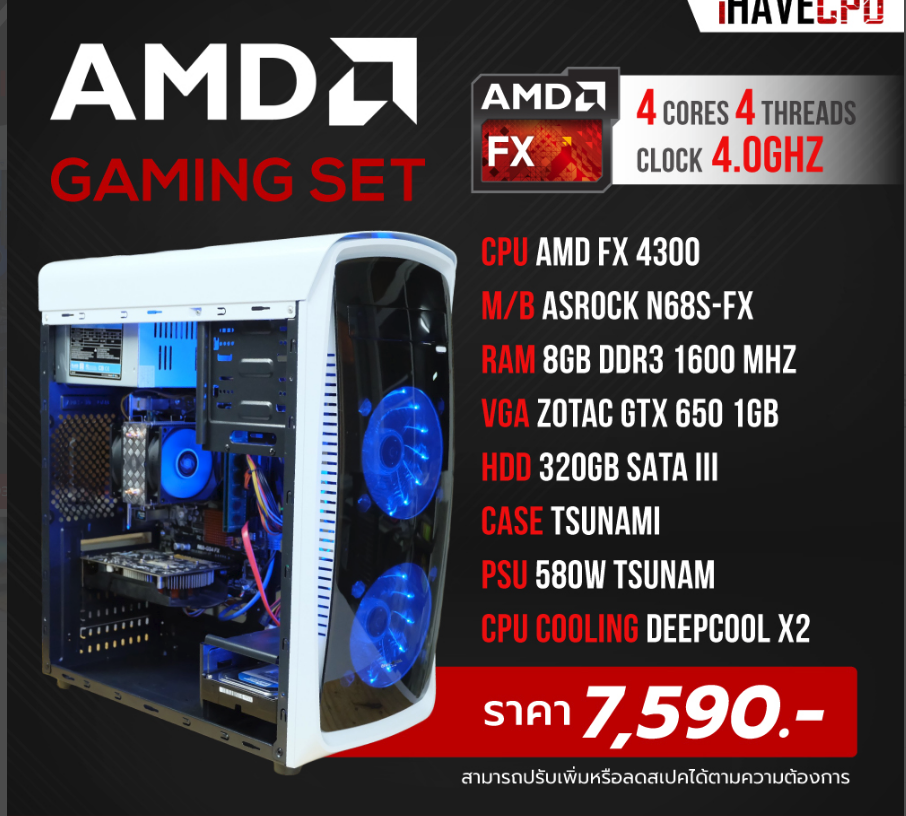 iHAVECPU
AMD
GAMING SET
AMD
FX
4 CORES 4 THREADS
CLOCK 4.0GHZ
CPU AMD FX 4300
M/B ASROCK N68S-FX
RAM 8GB DDR3 1600 MHZ
VGA ZOTAC GTX 650 1GB
HDD 320GB SATA III
CASE TSUNAMI
PSU 580W TSUNAM
CPU COOLING DEEPCOOL X2
ราคา 7,590.-
สามารถปรับเพิ่มหรือลดสเปคได้ตามความต้องการ